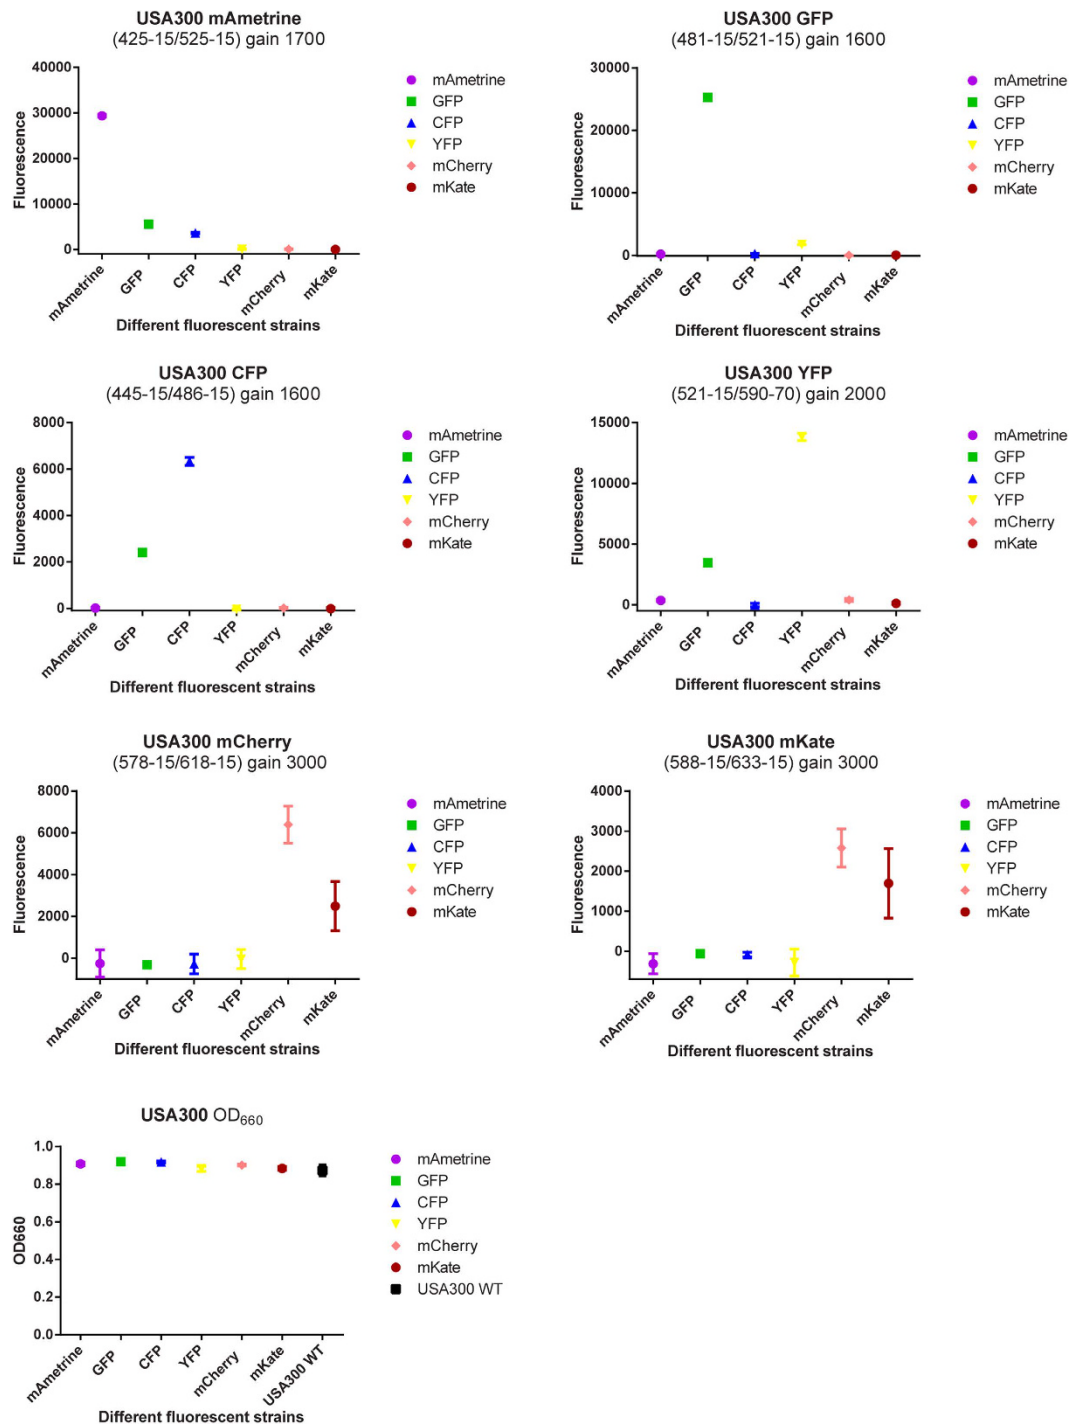 USA300 mAmetrine
(425-15/525-15) gain 1700
Fluorescence
40000
30000
20000
10000
0
mAmetrine
GFP
CFP
YFP
mCherry
mKate
Different fluorescent strains
mAmetrine
GFP
CFP
YFP
mCherry
mKate
USA300 GFP
(481-15/521-15) gain 1600
Fluorescence
30000
20000
10000
0
mAmetrine
GFP
CFP
YFP
mCherry
mKate
Different fluorescent strains
mAmetrine
GFP
CFP
YFP
mCherry
mKate
USA300 CFP
(445-15/486-15) gain 1600
Fluorescence
8000
6000
4000
2000
0
mAmetrine
GFP
CFP
YFP
mCherry
mKate
Different fluorescent strains
mAmetrine
GFP
CFP
YFP
mCherry
mKate
USA300 YFP
(521-15/590-70) gain 2000
Fluorescence
15000
10000
5000
0
mAmetrine
GFP
CFP
YFP
mCherry
mKate
Different fluorescent strains
mAmetrine
GFP
CFP
YFP
mCherry
mKate
USA300 mCherry
(578-15/618-15) gain 3000
Fluorescence
8000
6000
4000
2000
0
mAmetrine
GFP
CFP
YFP
mCherry
mKate
Different fluorescent strains
mAmetrine
GFP
CFP
YFP
mCherry
mKate
USA300 mKate
(588-15/633-15) gain 3000
Fluorescence
4000
3000
2000
1000
0
mAmetrine
GFP
CFP
YFP
mCherry
mKate
Different fluorescent strains
mAmetrine
GFP
CFP
YFP
mCherry
mKate
USA300 OD660
OD660
1.0
0.8
0.6
0.4
0.2
0.0
mAmetrine
GFP
CFP
YFP
mCherry
mKate
USA300 WT
Different fluorescent strains
mAmetrine
GFP
CFP
YFP
mCherry
mKate
USA300 WT